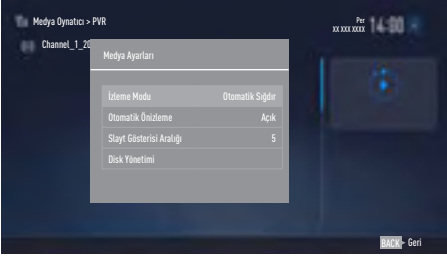 Medya Oynatıcı > PVR
Per
xx xxx xxxx
14:00
Channel_1_20
Medya Ayarları
İzleme Modu Otomatik Sığdır
Otomatik Önizleme Açık
Slayt Gösterisi Aralığı 5
Disk Yönetimi
BACK Geri